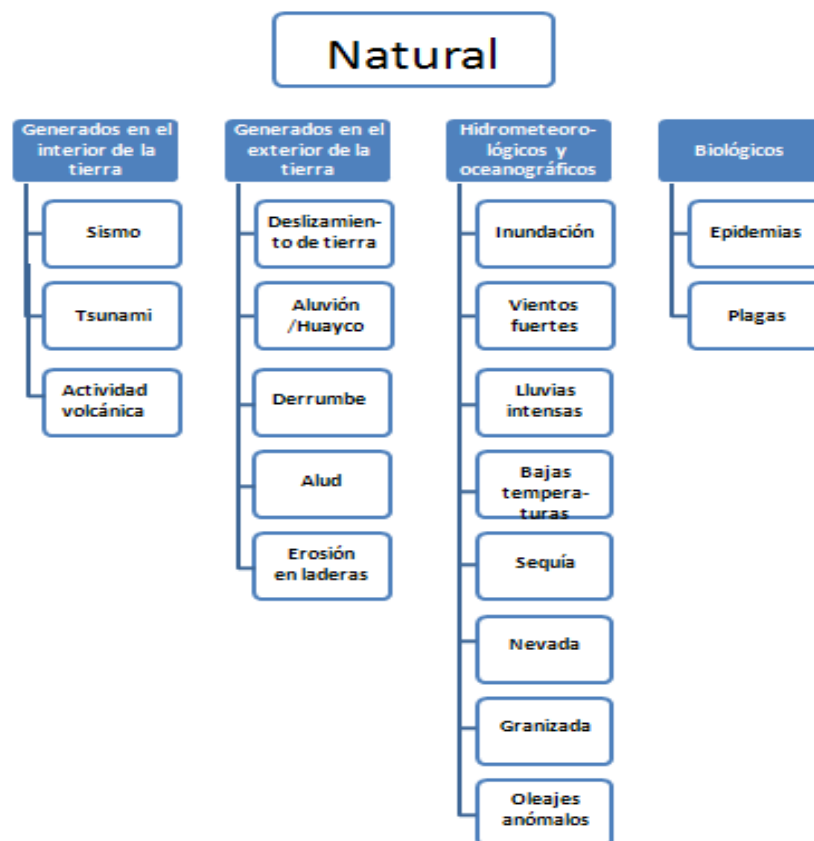 Natural
Generados en el
interior de la
tierra
Sismo
Tsunami
Actividad
volcánica
Generados en el
exterior de la
tierra
Deslizamien-
to de tierra
Aluvión
/Huayco
Derrumbe
Alud
Erosión
en laderas
Hidrometeoro-
lógicos y
oceanográficos
Inundación
Vientos
fuertes
Lluvias
intensas
Bajas
tempera-
turas
Sequía
Nevada
Granizada
Oleajes
anómalos
Biológicos
Epidemias
Plagas